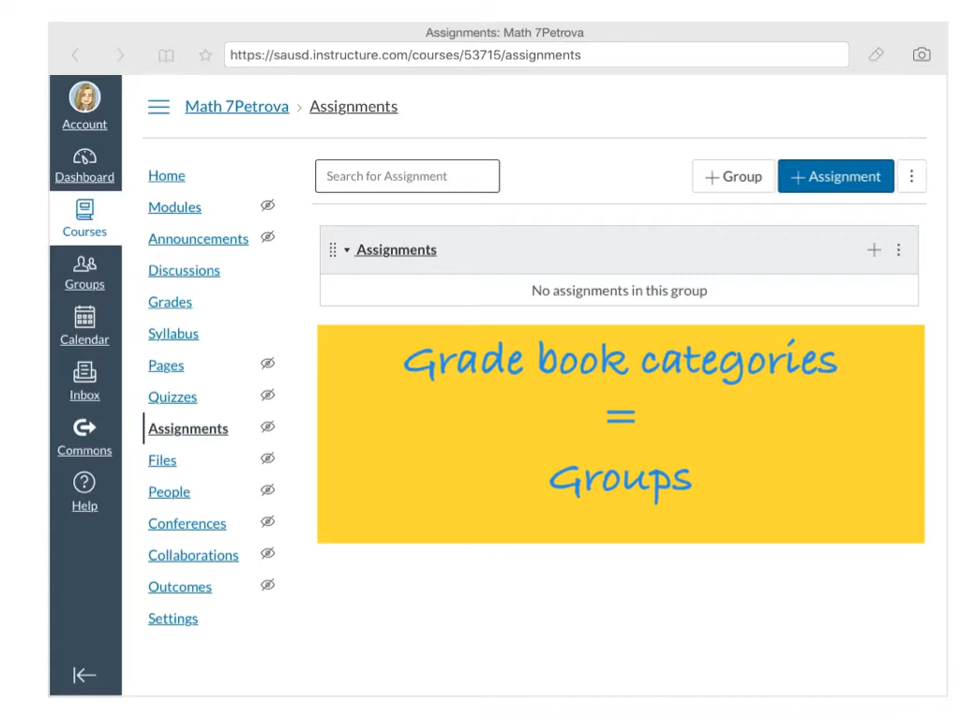 Assignments: Math 7Petrova
https://sausd.instructure.com/courses/53715/assignments
Account
Dashboard
Courses
Groups
Calendar
Inbox
Commons
Help
Math 7Petrova › Assignments
Home
Modules
Announcements
Discussions
Grades
Syllabus
Pages
Quizzes
Assignments
Files
People
Conferences
Collaborations
Outcomes
Settings
Search for Assignment
+ Group
+ Assignment
Assignments
No assignments in this group
Grade book categories
=
Groups